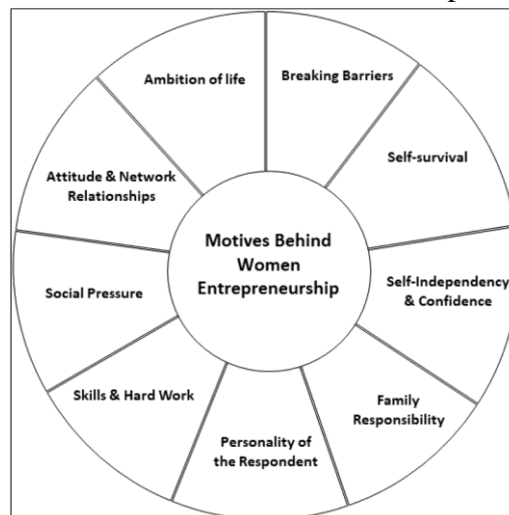 Motives Behind
Women
Entrepreneurship
Breaking Barriers
Self-survival
Self-Independency
& Confidence
Family
Responsibility
Personality of
the Respondent
Skills & Hard Work
Social Pressure
Attitude & Network
Relationships
Ambition of life